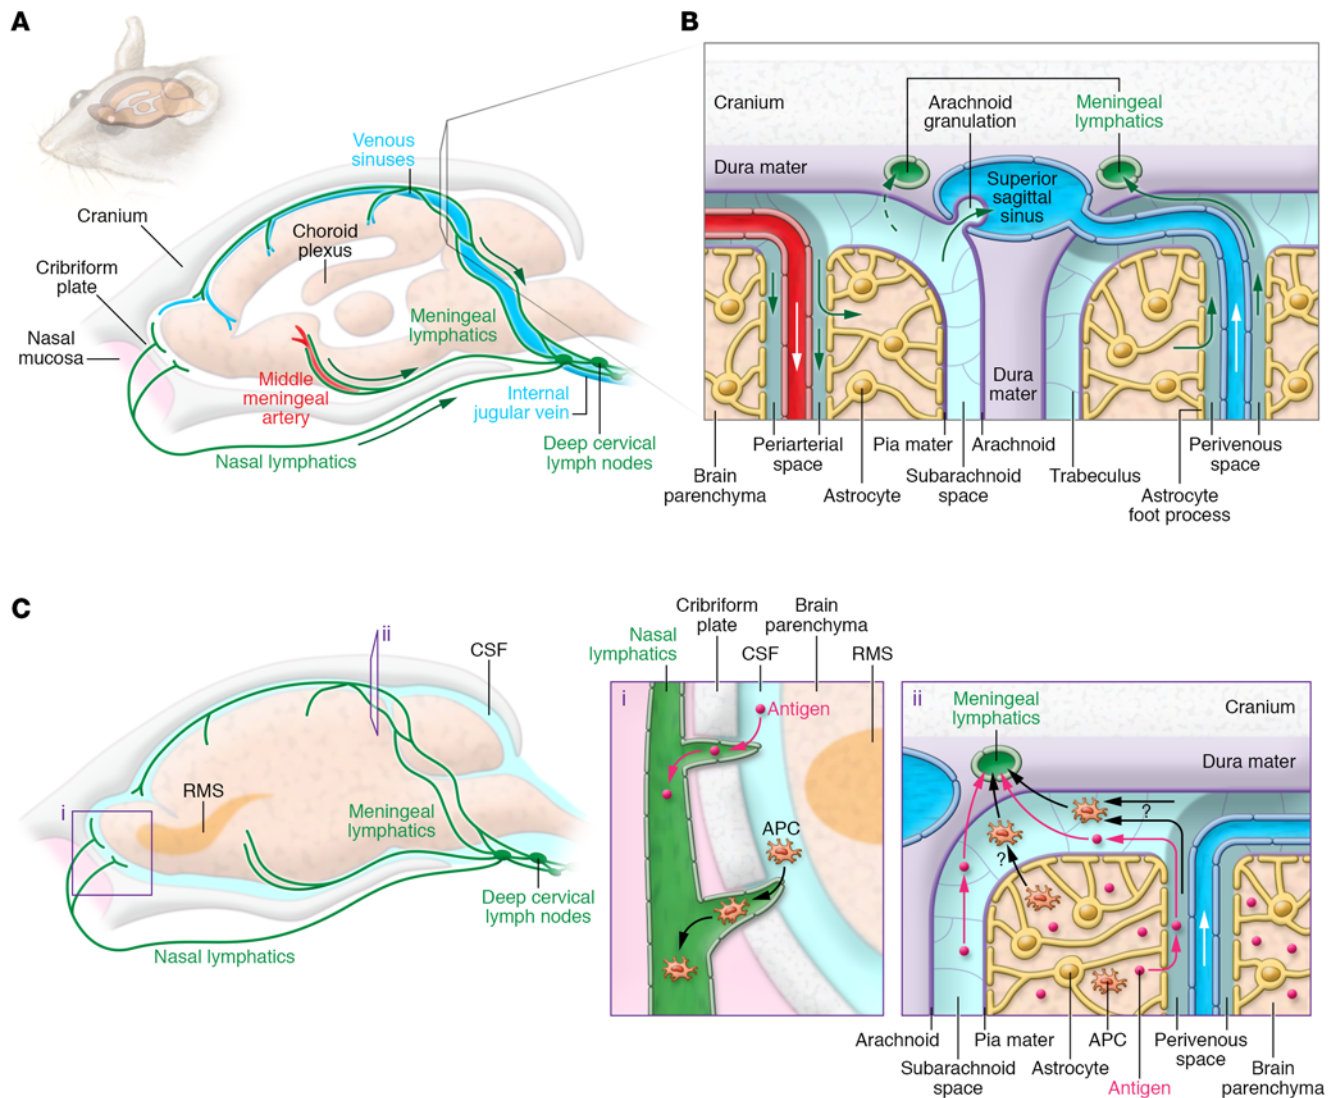 A
Venous
sinuses
Cranium
Choroid
plexus
Cribriform
plate
Nasal
mucosa
Meningeal
lymphatics
Middle
meningeal
artery
Internal
jugular vein
Deep cervical
lymph nodes
Nasal lymphatics
B
Cranium
Arachnoid
granulation
Meningeal
lymphatics
Dura mater
Superior
sagittal
sinus
Dura
mater
Brain
parenchyma
Periarterial
space
Astrocyte
Pia mater
Subarachnoid
space
Arachnoid
Trabeculus
Astrocyte
foot process
Perivenous
space
C
ii
CSF
RMS
i
Meningeal
lymphatics
Deep cervical
lymph nodes
Nasal lymphatics
Nasal
lymphatics
Cribriform
plate
CSF
Brain
parenchyma
RMS
i
Antigen
APC
ii
Meningeal
lymphatics
Cranium
Dura mater
?
?
Arachnoid
Subarachnoid
space
Pia mater
Astrocyte
APC
Antigen
Perivenous
space
Brain
parenchyma